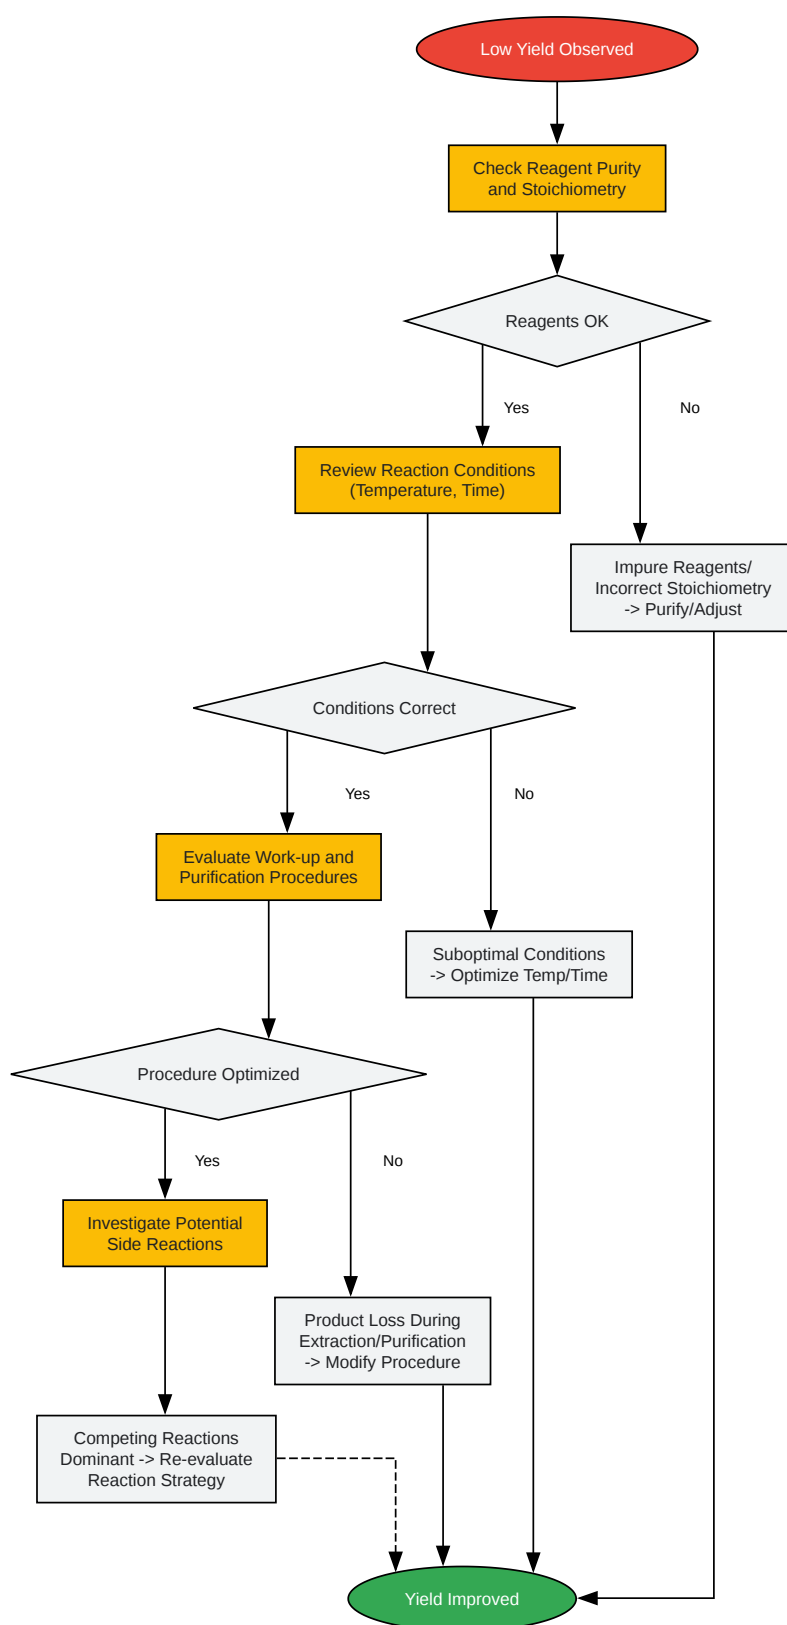 Low Yield Observed
Check Reagent Purity
and Stoichiometry
Reagents OK
Yes
No
Review Reaction Conditions
(Temperature, Time)
Impure Reagents/
Incorrect Stoichiometry
-> Purify/Adjust
Conditions Correct
Yes
No
Evaluate Work-up and
Purification Procedures
Suboptimal Conditions
-> Optimize Temp/Time
Procedure Optimized
Yes
No
Investigate Potential
Side Reactions
Product Loss During
Extraction/Purification
-> Modify Procedure
Competing Reactions
Dominant -> Re-evaluate
Reaction Strategy
Yield Improved